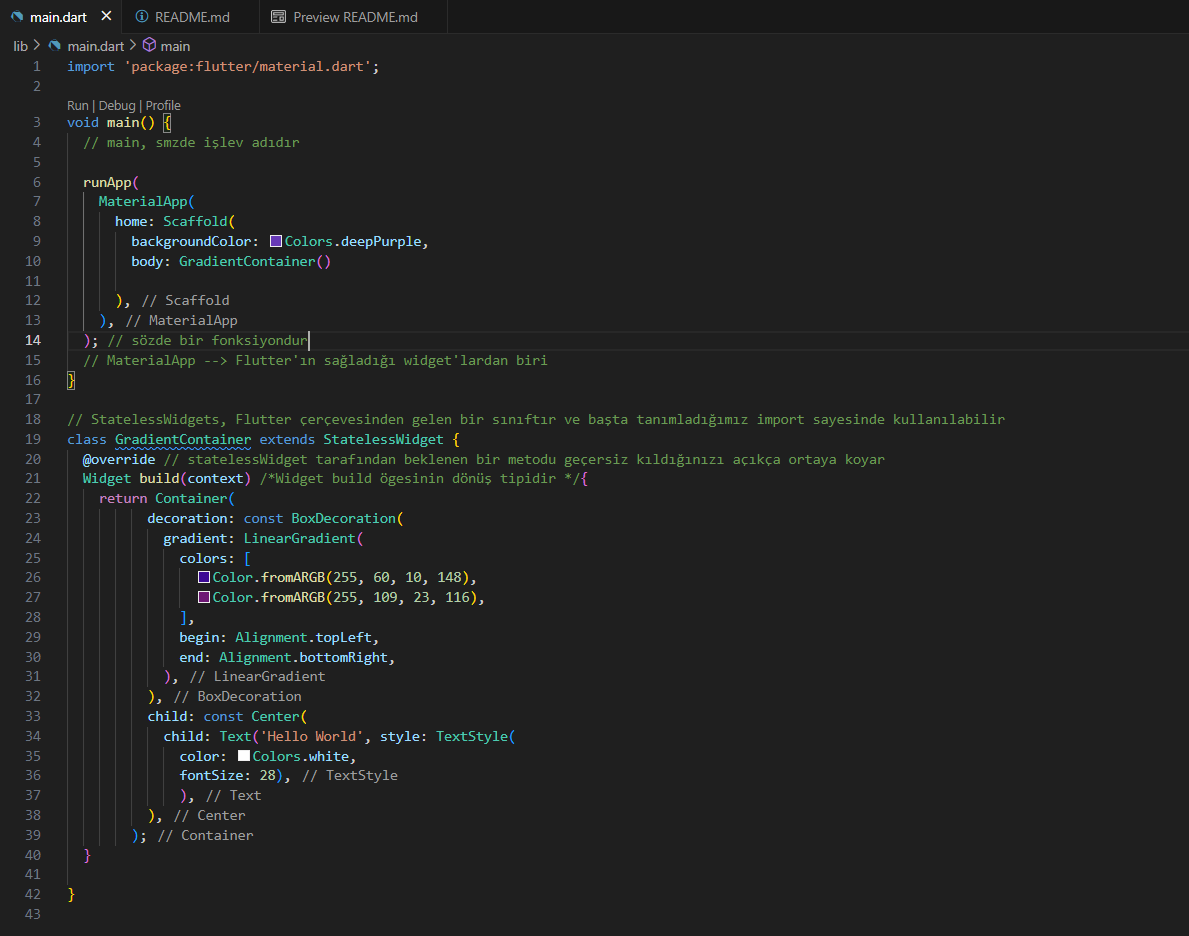 main.dart README.md Preview README.md
lib > main.dart > main
1 import 'package:flutter/material.dart';
2
Run | Debug | Profile
3 void main() {
4 // main, smzde işlev adıdır
5
6 runApp(
7 MaterialApp(
8 home: Scaffold(
9 backgroundColor: Colors.deepPurple,
10 body: GradientContainer()
11
12 ), // Scaffold
13 ), // MaterialApp
14 ); // sözde bir fonksiyondur
15 // MaterialApp --> Flutter'ın sağladığı widget'lardan biri
16 }
17
18 // StatelessWidgets, Flutter çerçevesinden gelen bir sınıftır ve başta tanımladığımız import sayesinde kullanılabilir
19 class GradientContainer extends StatelessWidget {
20 @override // statelessWidget tarafından beklenen bir metodu geçersiz kıldığınızı açıkça ortaya koyar
21 Widget build(context) /*Widget build ögesinin dönüş tipidir */{
22 return Container(
23 decoration: const BoxDecoration(
24 gradient: LinearGradient(
25 colors: [
26 Color.fromARGB(255, 60, 10, 148),
27 Color.fromARGB(255, 109, 23, 116),
28 ],
29 begin: Alignment.topLeft,
30 end: Alignment.bottomRight,
31 ), // LinearGradient
32 ), // BoxDecoration
33 child: const Center(
34 child: Text('Hello World', style: TextStyle(
35 color: Colors.white,
36 fontSize: 28), // TextStyle
37 ), // Text
38 ), // Center
39 ); // Container
40 }
41
42 }
43